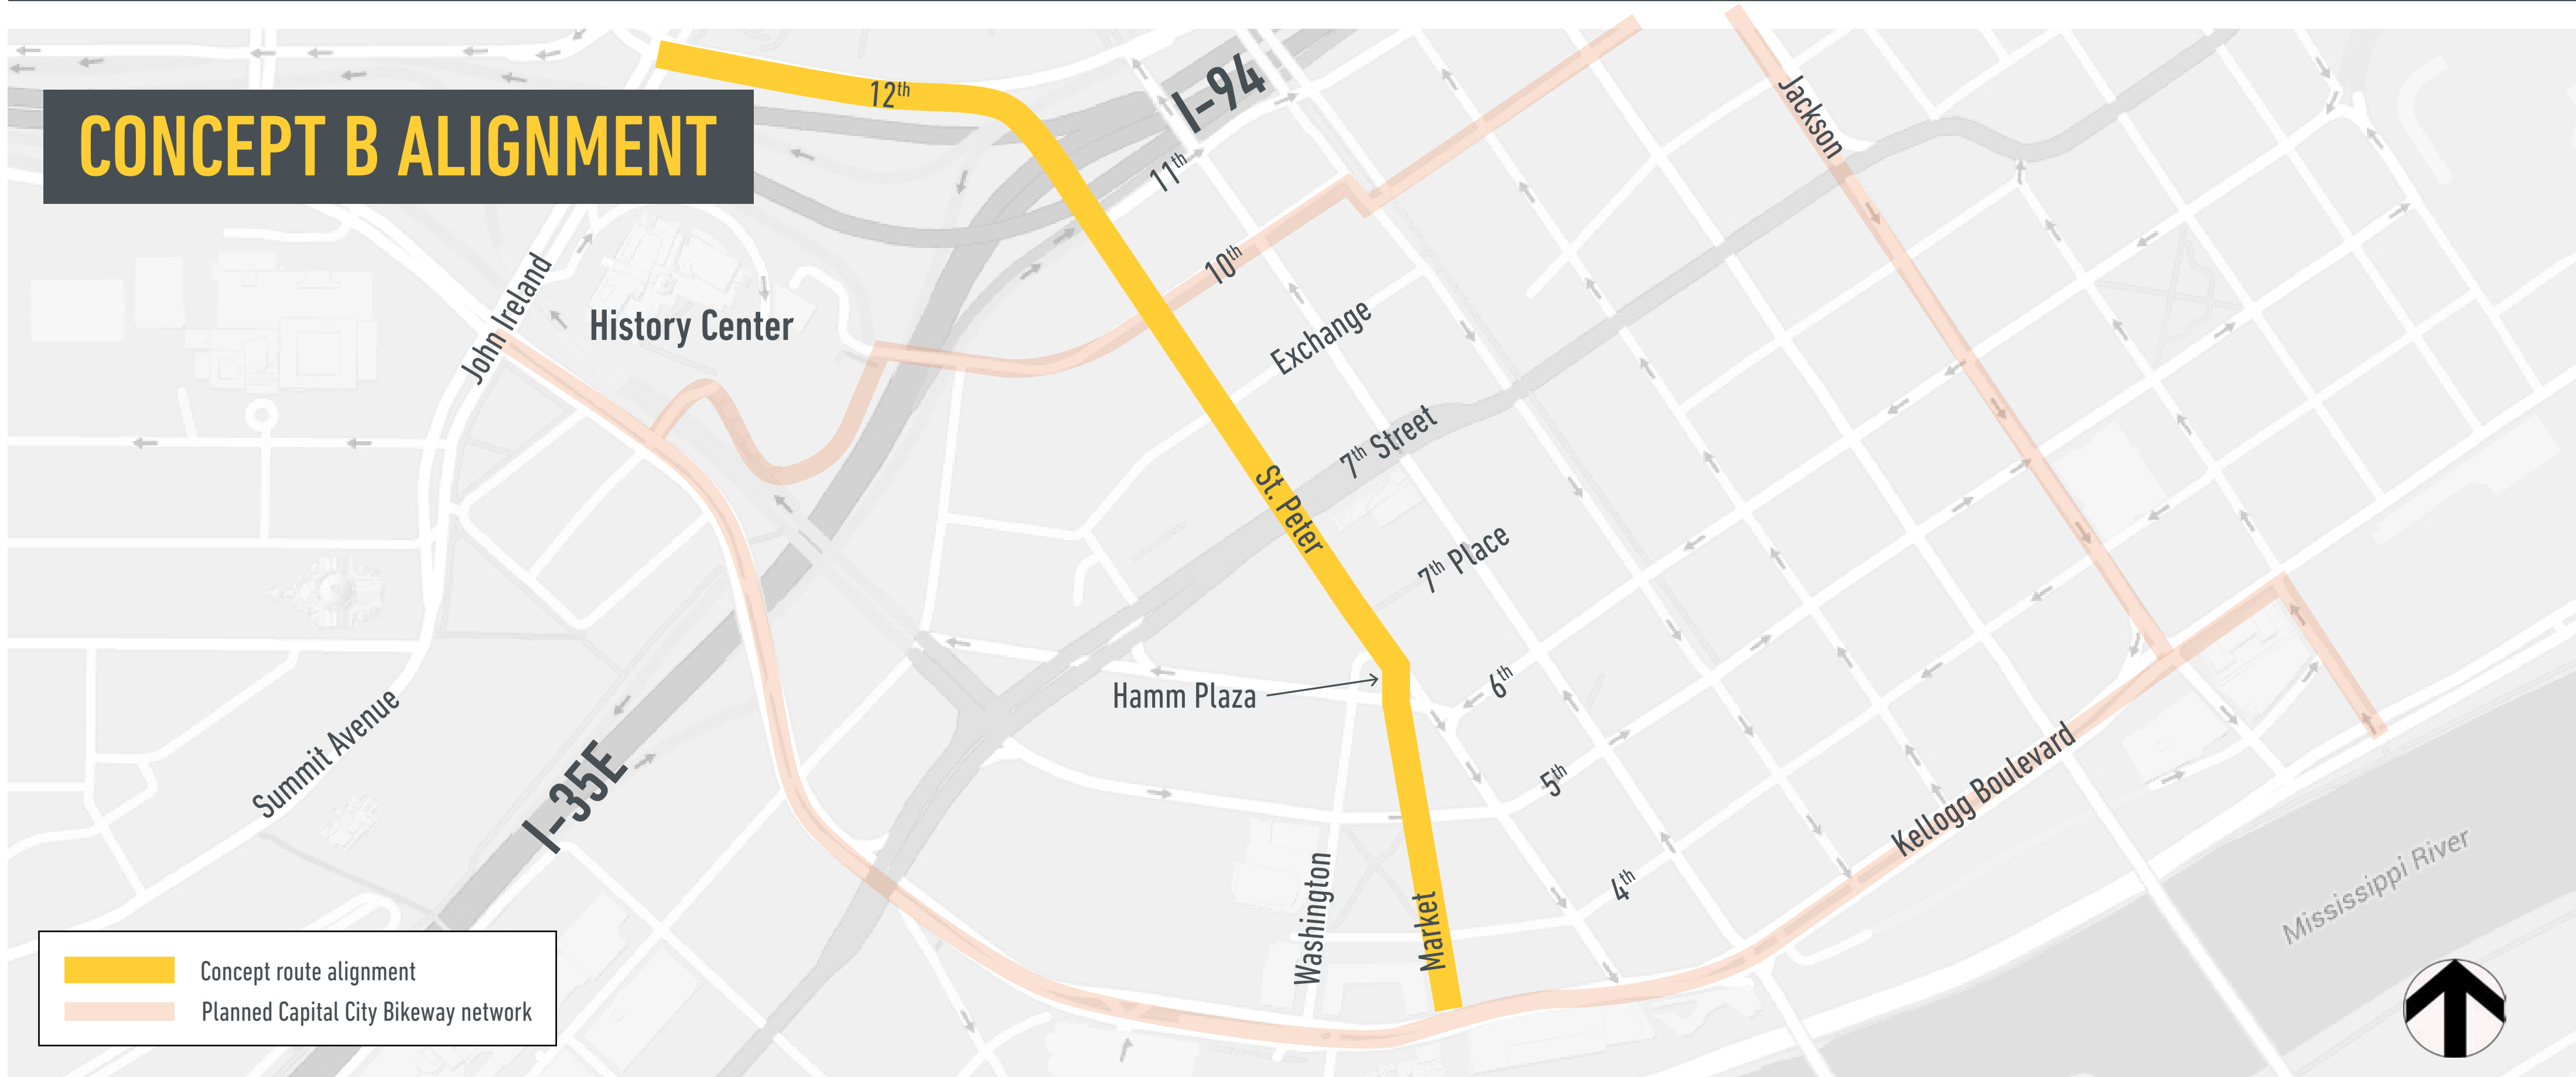 CONCEPT B ALIGNMENT
12th
I-94
Jackson
11th
10th
John Ireland
History Center
Exchange
7th Street
St. Peter
7th Place
Hamm Plaza
6th
Summit Avenue
I-35E
5th
Kellogg Boulevard
4th
Washington
Market
Mississippi River
Concept route alignment
Planned Capital City Bikeway network